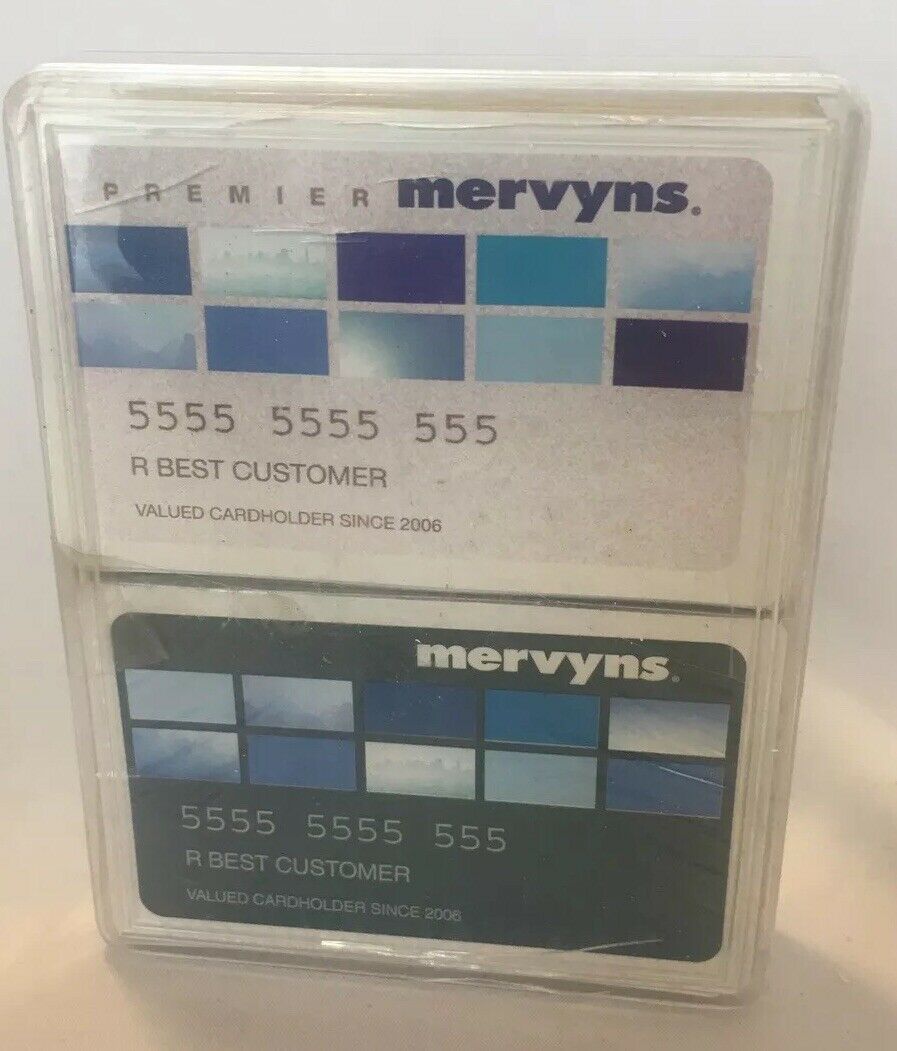 PREMIER mervyns®
5555 5555 555
R BEST CUSTOMER
VALUED CARDHOLDER SINCE 2006
mervyns®
5555 5555 555
R BEST CUSTOMER
VALUED CARDHOLDER SINCE 2006